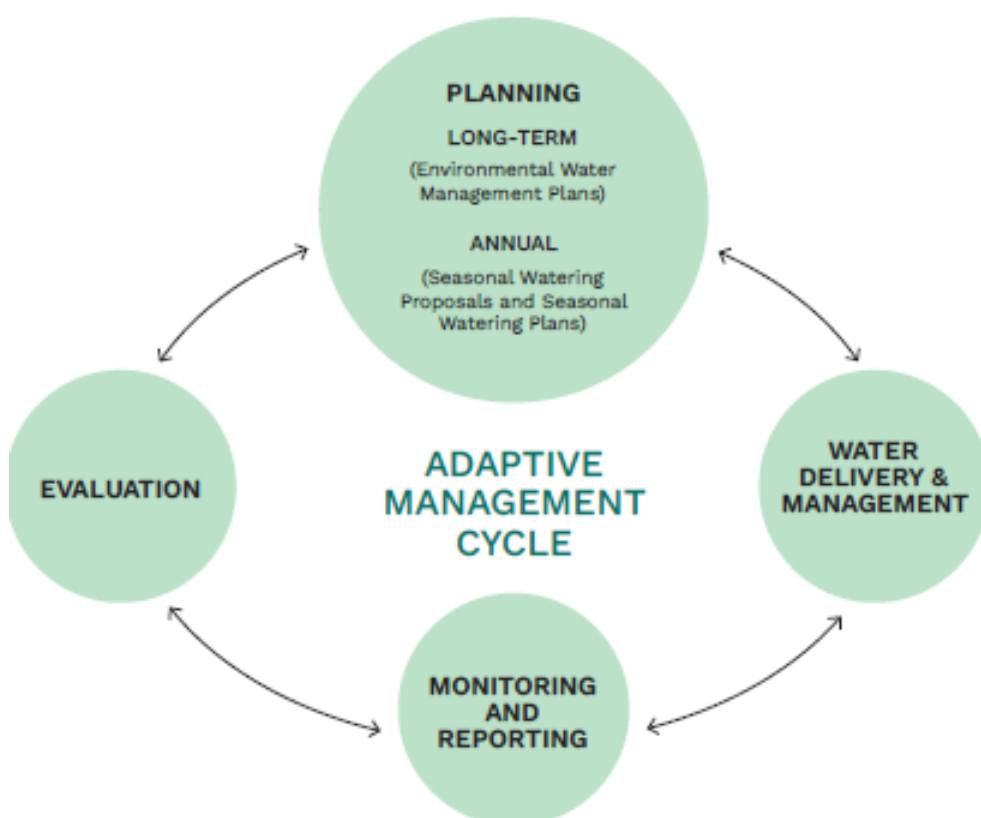 PLANNING
LONG-TERM
(Environmental Water
Management Plans)
ANNUAL
(Seasonal Watering
Proposals and Seasonal
Watering Plans)
EVALUATION
ADAPTIVE
MANAGEMENT
CYCLE
WATER
DELIVERY &
MANAGEMENT
MONITORING
AND
REPORTING